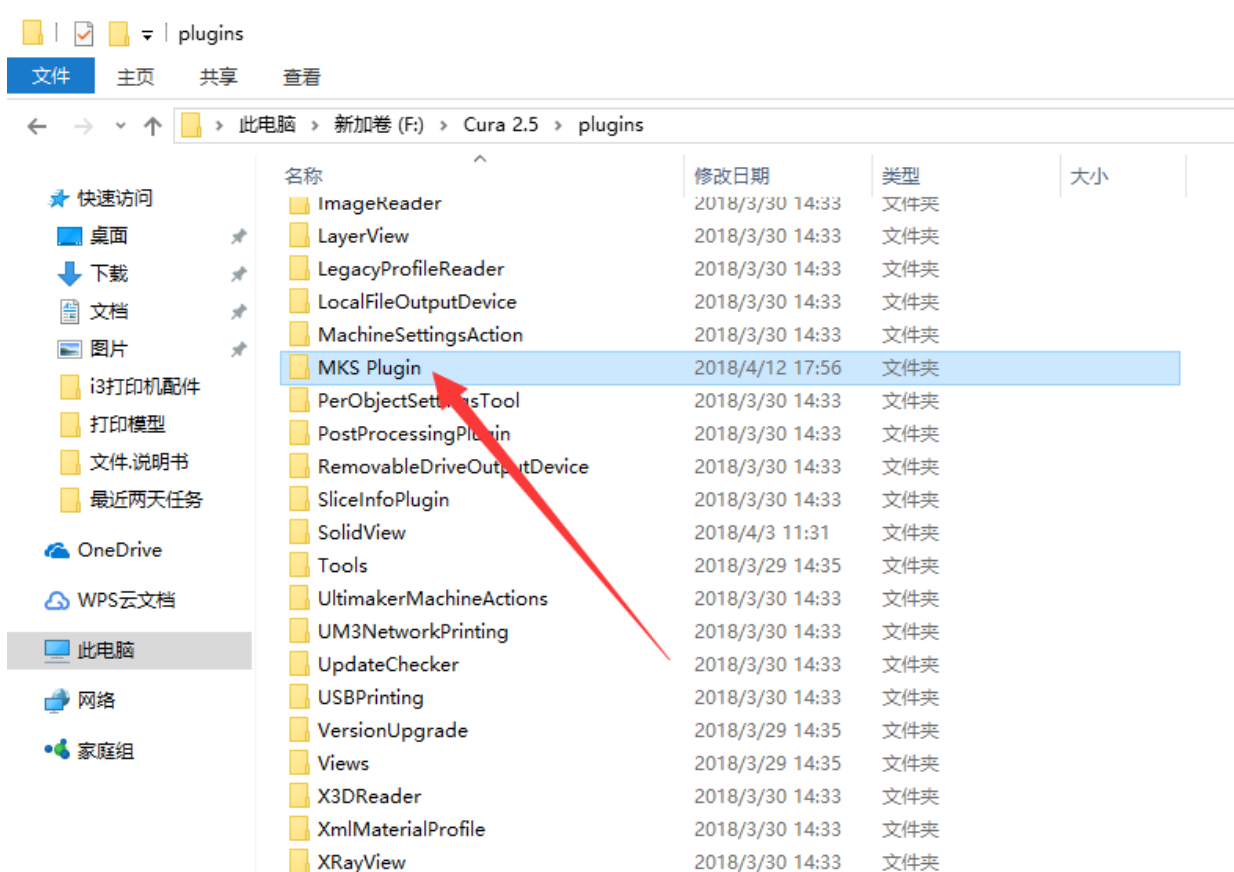 plugins
文件 主页 共享 查看
此电脑 新加卷 (F:) Cura 2.5 plugins
名称 修改日期 类型 大小
快速访问
桌面
下载
文档
图片
i3打印机配件
打印模型
文件.说明书
最近两天任务
OneDrive
WPS云文档
此电脑
网络
家庭组
ImageReader 2018/3/30 14:33 文件夹
LayerView 2018/3/30 14:33 文件夹
LegacyProfileReader 2018/3/30 14:33 文件夹
LocalFileOutputDevice 2018/3/30 14:33 文件夹
MachineSettingsAction 2018/3/30 14:33 文件夹
MKS Plugin 2018/4/12 17:56 文件夹
PerObjectSettingsTool 2018/3/30 14:33 文件夹
PostProcessingPlugin 2018/3/30 14:33 文件夹
RemovableDriveOutputDevice 2018/3/30 14:33 文件夹
SliceInfoPlugin 2018/3/30 14:33 文件夹
SolidView 2018/4/3 11:31 文件夹
Tools 2018/3/29 14:35 文件夹
UltimakerMachineActions 2018/3/30 14:33 文件夹
UM3NetworkPrinting 2018/3/30 14:33 文件夹
UpdateChecker 2018/3/30 14:33 文件夹
USBPrinting 2018/3/30 14:33 文件夹
VersionUpgrade 2018/3/29 14:35 文件夹
Views 2018/3/29 14:35 文件夹
X3DReader 2018/3/30 14:33 文件夹
XmlMaterialProfile 2018/3/30 14:33 文件夹
XRayView 2018/3/30 14:33 文件夹